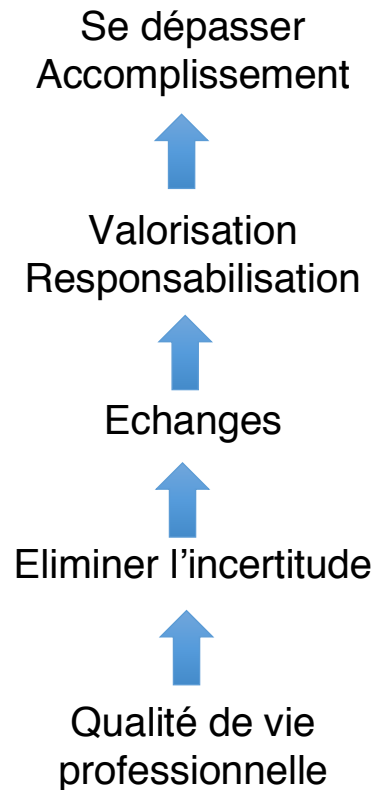 Se dépasser
Accomplissement
Valorisation
Responsabilisation
Echanges
Eliminer l'incertitude
Qualité de vie
professionnelle